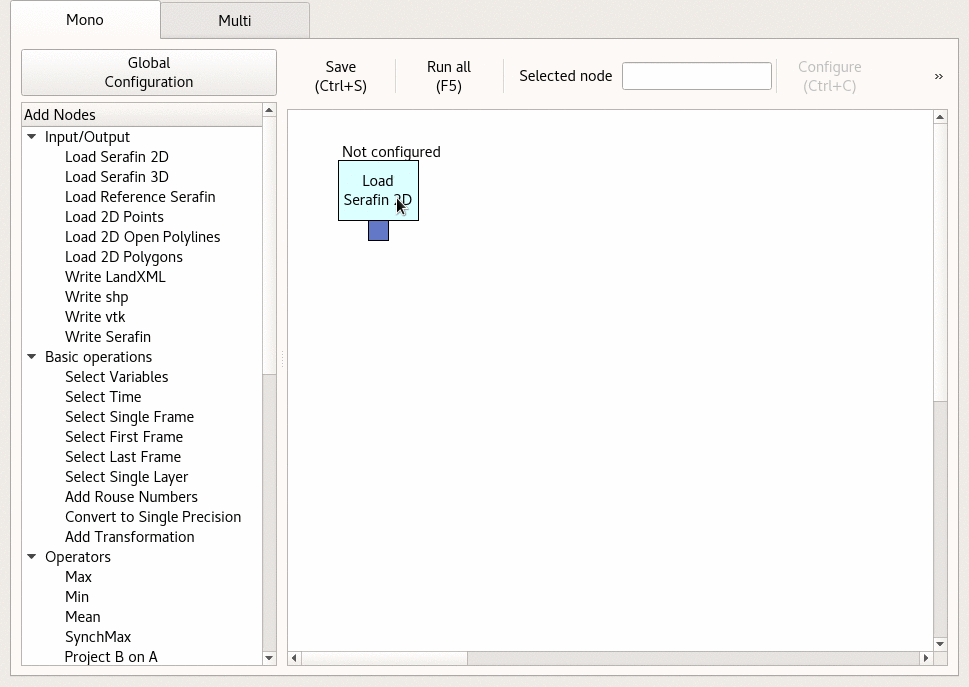 Mono
Multi
Global
Configuration
Save
(Ctrl+S)
Run all
(F5)
Selected node
Configure
(Ctrl+C)
»
Add Nodes
Input/Output
Load Serafin 2D
Load Serafin 3D
Load Reference Serafin
Load 2D Points
Load 2D Open Polylines
Load 2D Polygons
Write LandXML
Write shp
Write vtk
Write Serafin
Basic operations
Select Variables
Select Time
Select Single Frame
Select First Frame
Select Last Frame
Select Single Layer
Add Rouse Numbers
Convert to Single Precision
Add Transformation
Operators
Max
Min
Mean
SynchMax
Project B on A
Not configured
Load
Serafin 2D